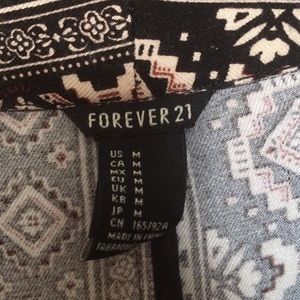 FOREVER 21
US M
CA M
MX M
EU M
UK M
KR M
JP M
CN 165/92A
MADE IN CHINA